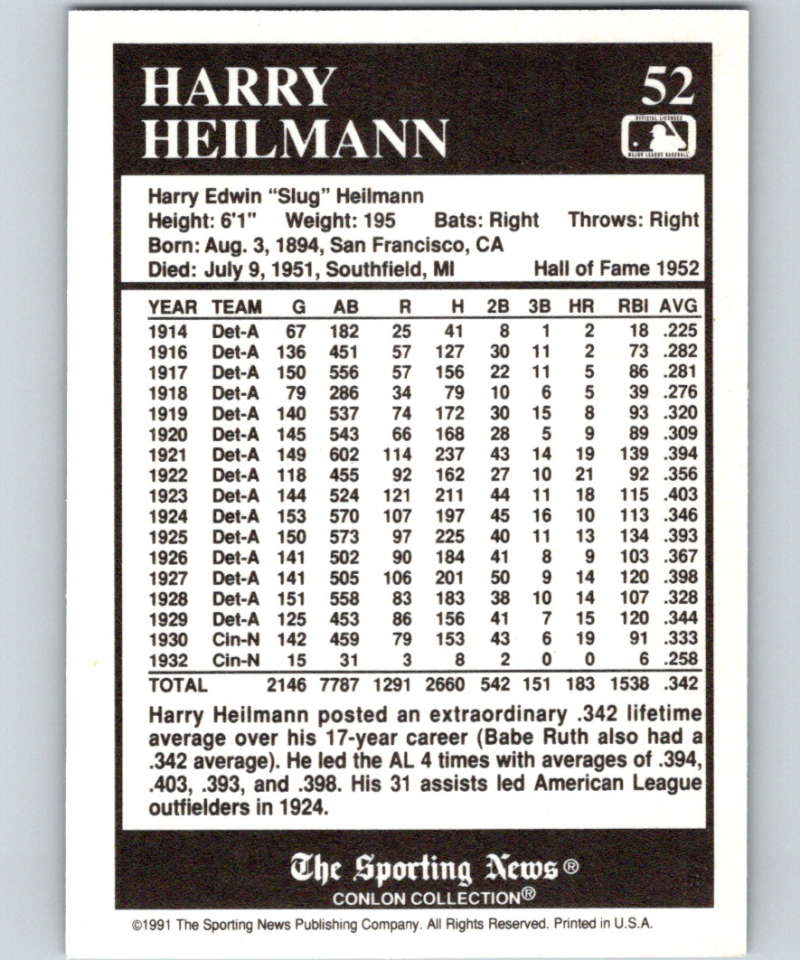 HARRY 52
HEILMANN
OFFICIAL LICENSEE
MAJOR LEAGUE BASEBALL
Harry Edwin “Slug” Heilmann
Height: 6'1" Weight: 195 Bats: Right Throws: Right
Born: Aug. 3, 1894, San Francisco, CA
Died: July 9, 1951, Southfield, MI Hall of Fame 1952
YEAR TEAM G AB R H 2B 3B HR RBI AVG
1914 Det-A 67 182 25 41 8 1 2 18 .225
1916 Det-A 136 451 57 127 30 11 2 73 .282
1917 Det-A 150 556 57 156 22 11 5 86 .281
1918 Det-A 79 286 34 79 10 6 5 39 .276
1919 Det-A 140 537 74 172 30 15 8 93 .320
1920 Det-A 145 543 66 168 28 5 9 89 .309
1921 Det-A 149 602 114 237 43 14 19 139 .394
1922 Det-A 118 455 92 162 27 10 21 92 .356
1923 Det-A 144 524 121 211 44 11 18 115 .403
1924 Det-A 153 570 107 197 45 16 10 113 .346
1925 Det-A 150 573 97 225 40 11 13 134 .393
1926 Det-A 141 502 90 184 41 8 9 103 .367
1927 Det-A 141 505 106 201 50 9 14 120 .398
1928 Det-A 151 558 83 183 38 10 14 107 .328
1929 Det-A 125 453 86 156 41 7 15 120 .344
1930 Cin-N 142 459 79 153 43 6 19 91 .333
1932 Cin-N 15 31 3 8 2 0 0 6 .258
TOTAL 2146 7787 1291 2660 542 151 183 1538 .342
Harry Heilmann posted an extraordinary .342 lifetime
average over his 17-year career (Babe Ruth also had a
.342 average). He led the AL 4 times with averages of .394,
.403, .393, and .398. His 31 assists led American League
outfielders in 1924.
The Sporting News®
CONLON COLLECTION®
©1991 The Sporting News Publishing Company. All Rights Reserved. Printed in U.S.A.